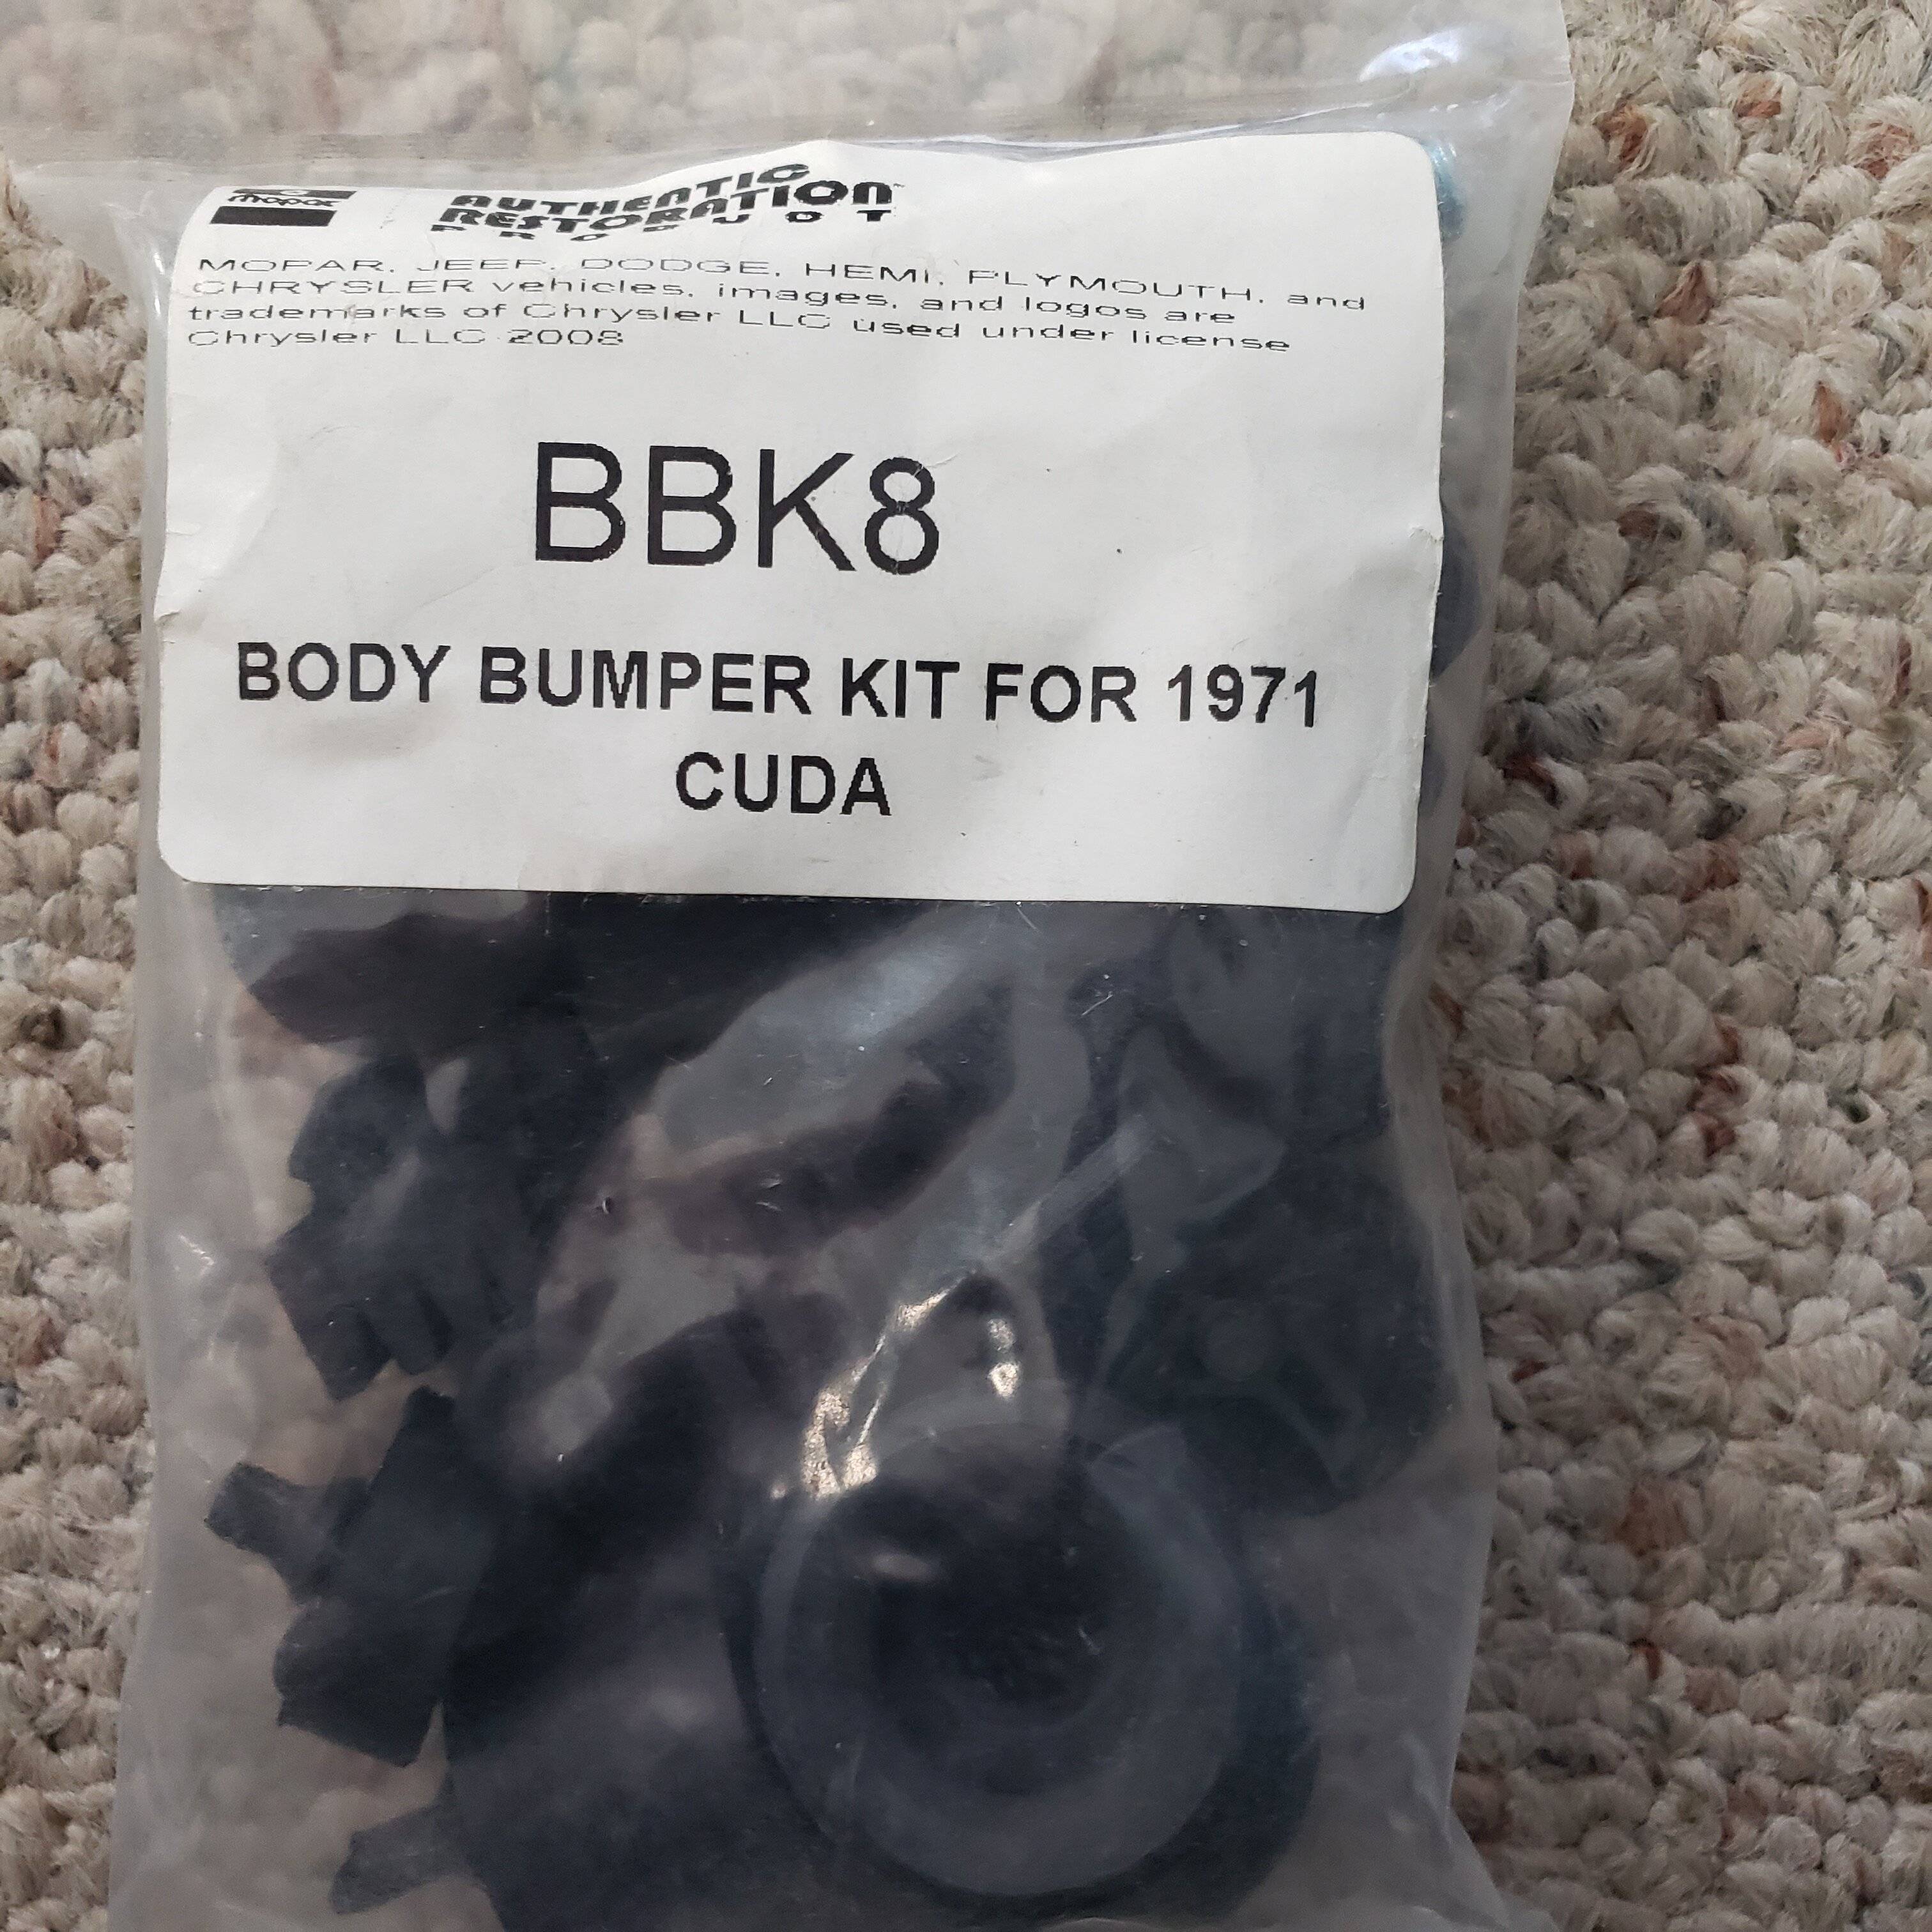 mopar
AUTHENTIC
RESTORATION™
PRODUCT
MOPAR, JEEP, DODGE, HEMI, PLYMOUTH, and
CHRYSLER vehicles, images, and logos are
trademarks of Chrysler LLC used under license
Chrysler LLC 2008
BBK8
BODY BUMPER KIT FOR 1971
CUDA